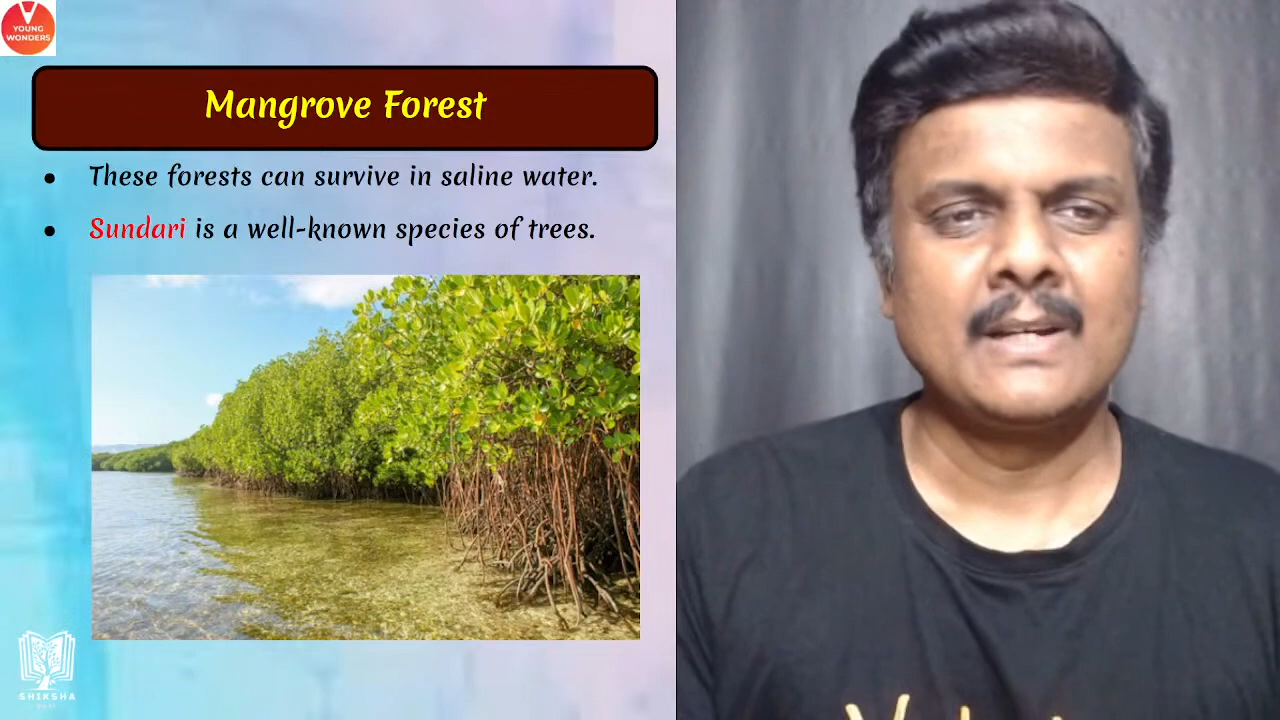 YOUNG
WONDERS
Mangrove Forest
• These forests can survive in saline water.
• Sundari is a well-known species of trees.
SHIKSHA